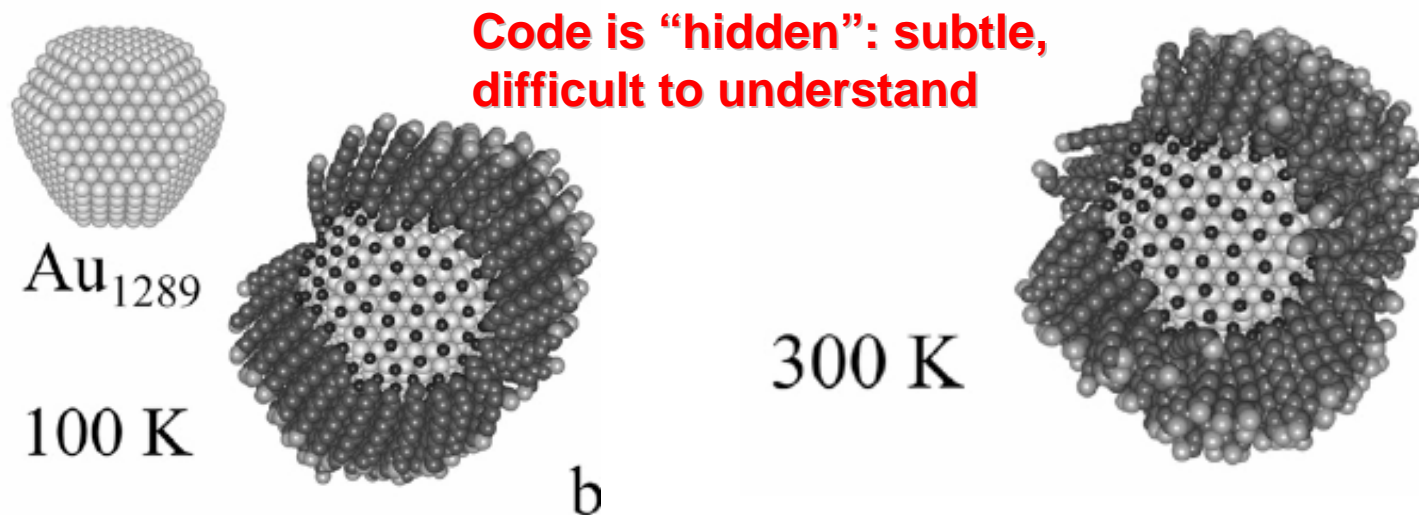 Code is “hidden”: subtle,
difficult to understand
Au1289
100 K
b
300 K